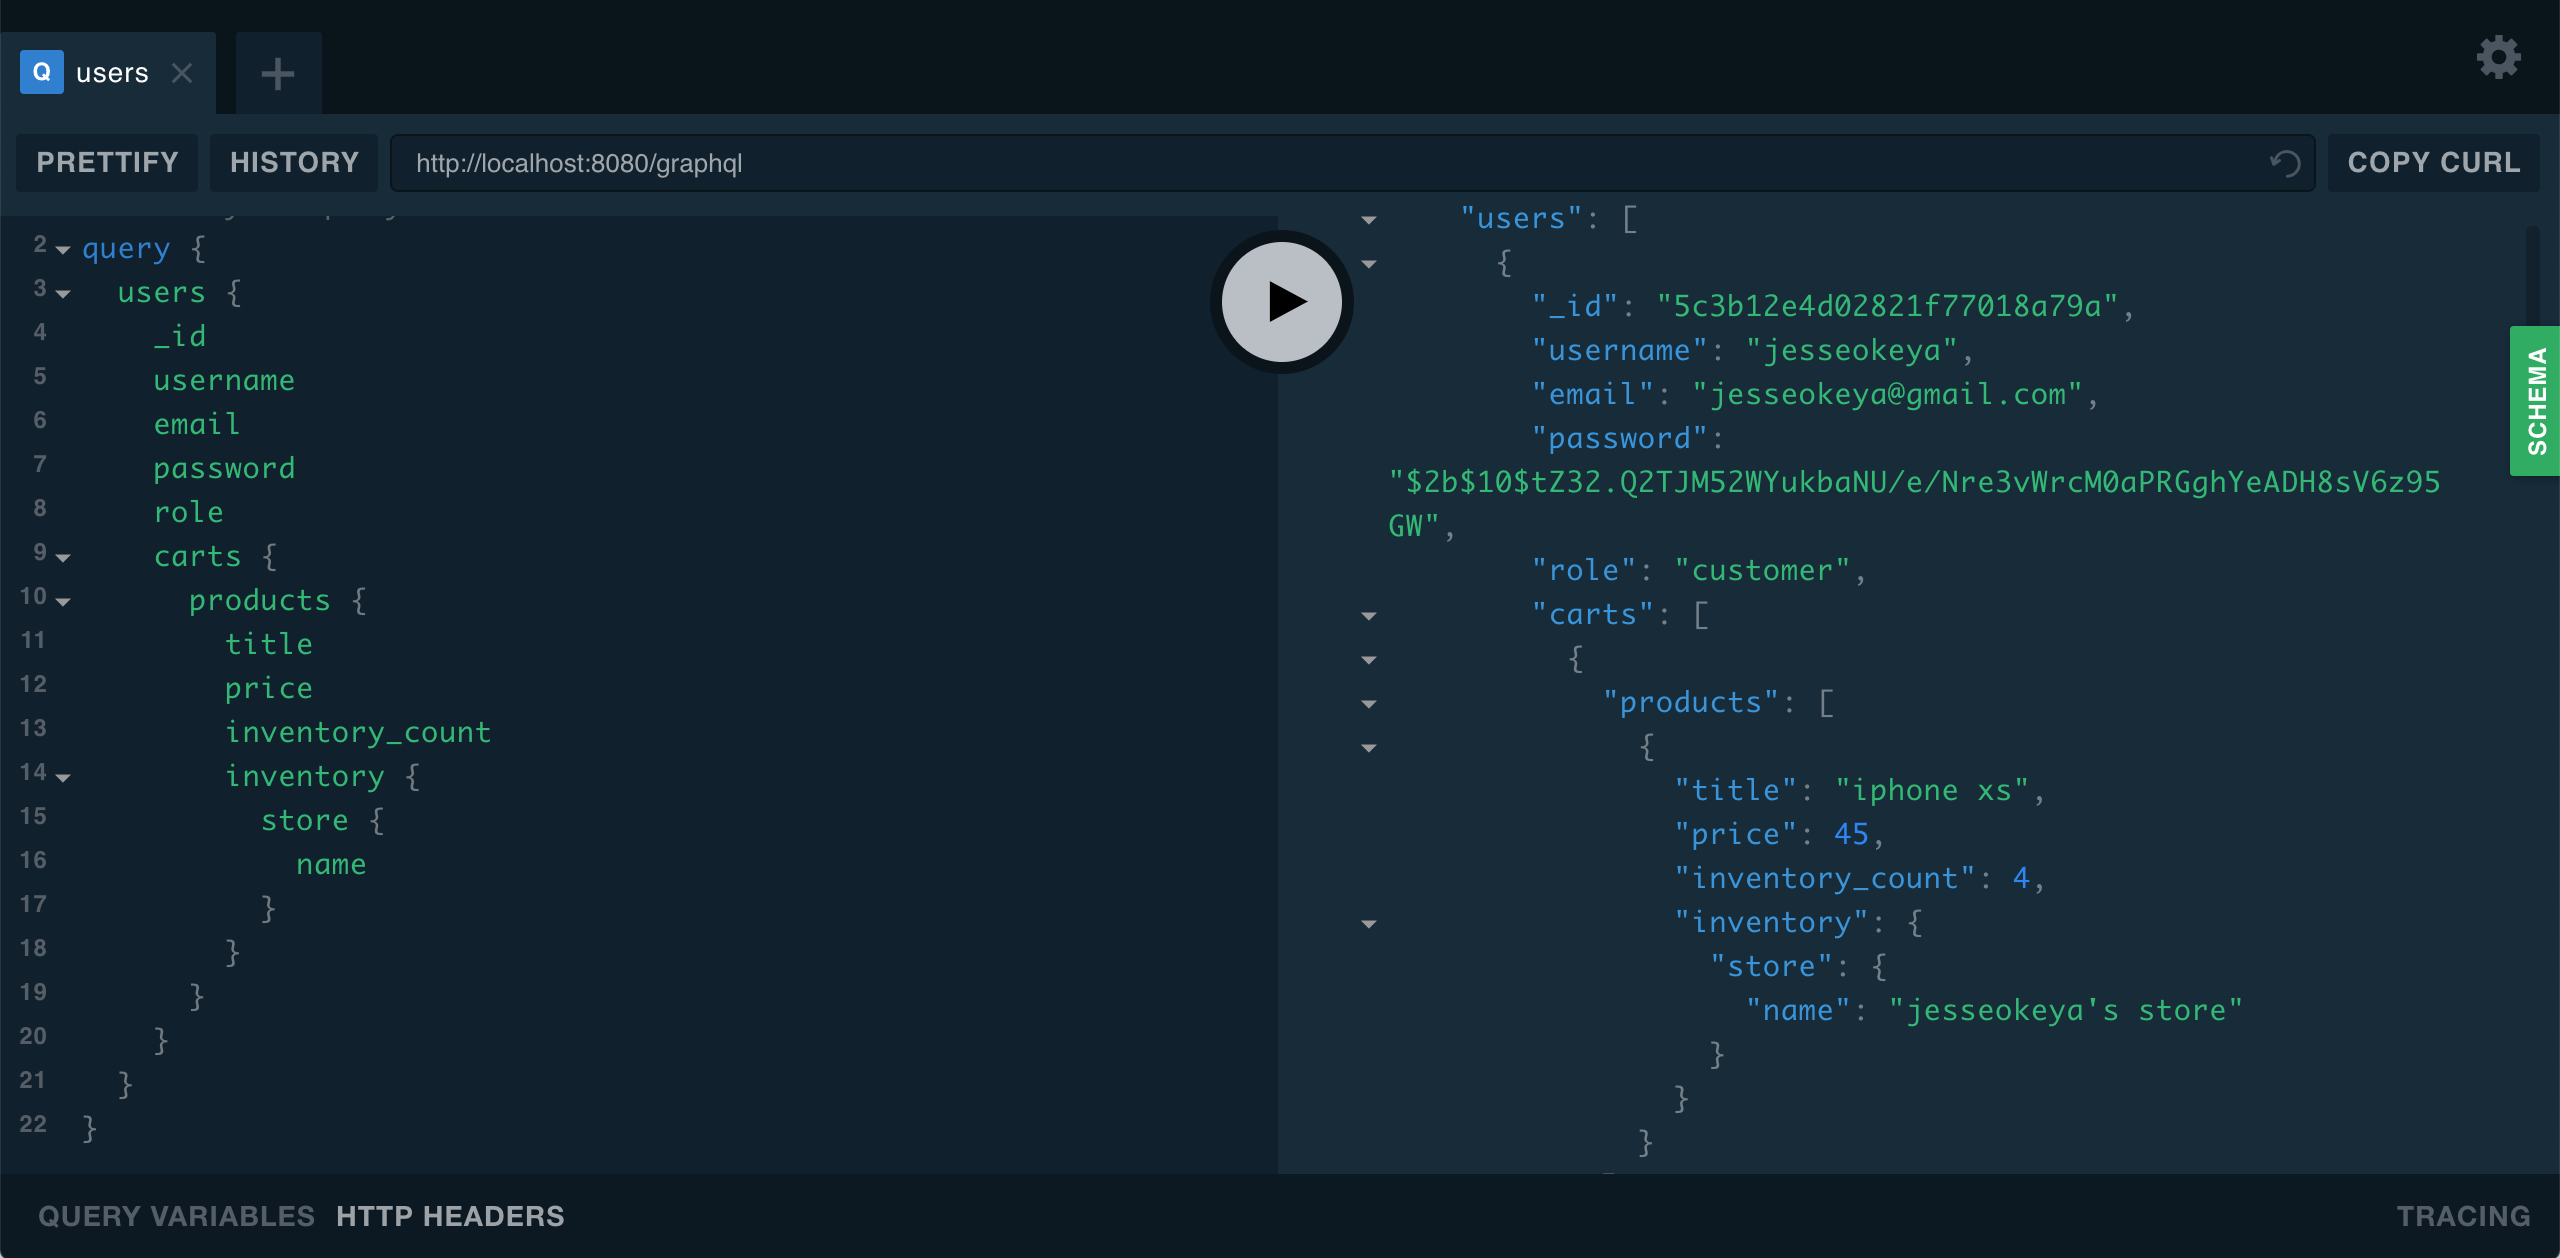 Q users
PRETTIFY HISTORY http://localhost:8080/graphql COPY CURL
2 query {
3 users {
4 _id
5 username
6 email
7 password
8 role
9 carts {
10 products {
11 title
12 price
13 inventory_count
14 inventory {
15 store {
16 name
17 }
18 }
19 }
20 }
21 }
22 }
"users": [
{
"_id": "5c3b12e4d02821f77018a79a",
"username": "jesseokeya",
"email": "jesseokeya@gmail.com",
"password":
"$2b$10$tZ32.Q2TJM52WYukbaNU/e/Nre3vWrcM0aPRGghYeADH8sV6z95
GW",
"role": "customer",
"carts": [
{
"products": [
{
"title": "iphone xs",
"price": 45,
"inventory_count": 4,
"inventory": {
"store": {
"name": "jesseokeya's store"
}
}
}
SCHEMA
QUERY VARIABLES HTTP HEADERS TRACING